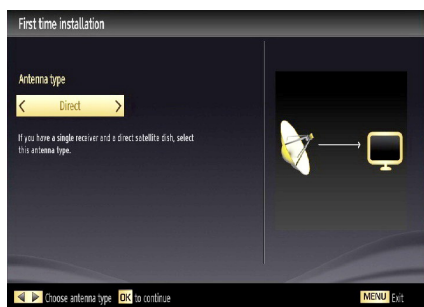 First time installation
Antenna type
Direct
If you have a single receiver and a direct satellite dish, select
this antenna type.
Choose antenna type OK to continue MENU Exit